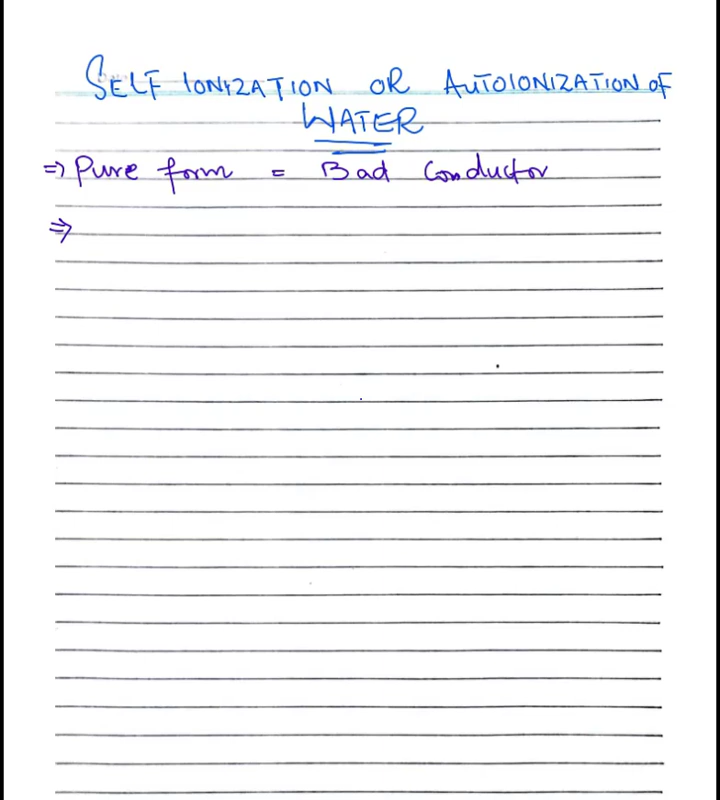 SELF IONIZATION OR AUTOIONIZATION OF
WATER
⇒ Pure form = Bad Conductor
⇒